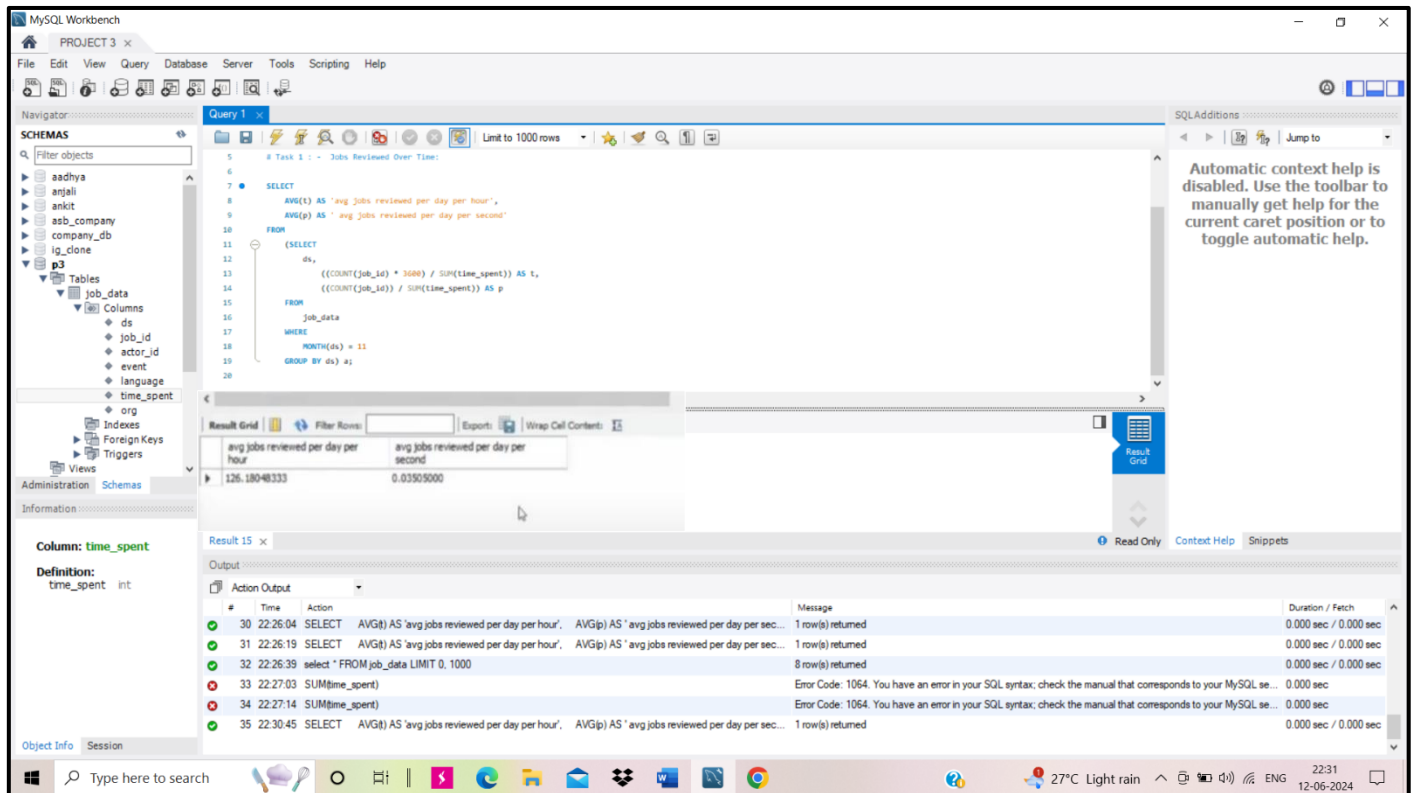 MySQL Workbench
PROJECT 3 ×
File Edit View Query Database Server Tools Scripting Help
Navigator
SCHEMAS
Filter objects
aadhya
anjali
ankit
asb_company
company_db
ig_clone
p3
Tables
job_data
Columns
ds
job_id
actor_id
event
language
time_spent
org
Indexes
Foreign Keys
Triggers
Views
Administration Schemas
Information
Column: time_spent
Definition:
time_spent int
Object Info Session
Query 1 ×
Limit to 1000 rows
5 # Task 1 : - Jobs Reviewed Over Time:
6
7 SELECT
8 AVG(t) AS 'avg jobs reviewed per day per hour',
9 AVG(p) AS ' avg jobs reviewed per day per second'
10 FROM
11 (SELECT
12 ds,
13 ((COUNT(job_id) * 3600) / SUM(time_spent)) AS t,
14 ((COUNT(job_id)) / SUM(time_spent)) AS p
15 FROM
16 job_data
17 WHERE
18 MONTH(ds) = 11
19 GROUP BY ds) a;
20
Result Grid Filter Rows: Export: Wrap Cell Content:
avg jobs reviewed per day per hour avg jobs reviewed per day per second
126.18048333 0.03505000
Result Grid
Result 15 ×
Read Only
SQLAdditions
Jump to
Automatic context help is
disabled. Use the toolbar to
manually get help for the
current caret position or to
toggle automatic help.
Context Help Snippets
Output
Action Output
# Time Action Message Duration / Fetch
30 22:26:04 SELECT AVG(t) AS 'avg jobs reviewed per day per hour', AVG(p) AS ' avg jobs reviewed per day per sec... 1 row(s) returned 0.000 sec / 0.000 sec
31 22:26:19 SELECT AVG(t) AS 'avg jobs reviewed per day per hour', AVG(p) AS ' avg jobs reviewed per day per sec... 1 row(s) returned 0.000 sec / 0.000 sec
32 22:26:39 select * FROM job_data LIMIT 0, 1000 8 row(s) returned 0.000 sec / 0.000 sec
33 22:27:03 SUM(time_spent) Error Code: 1064. You have an error in your SQL syntax; check the manual that corresponds to your MySQL se... 0.000 sec
34 22:27:14 SUM(time_spent) Error Code: 1064. You have an error in your SQL syntax; check the manual that corresponds to your MySQL se... 0.000 sec
35 22:30:45 SELECT AVG(t) AS 'avg jobs reviewed per day per hour', AVG(p) AS ' avg jobs reviewed per day per sec... 1 row(s) returned 0.000 sec / 0.000 sec
Type here to search
27°C Light rain ENG 22:31
12-06-2024